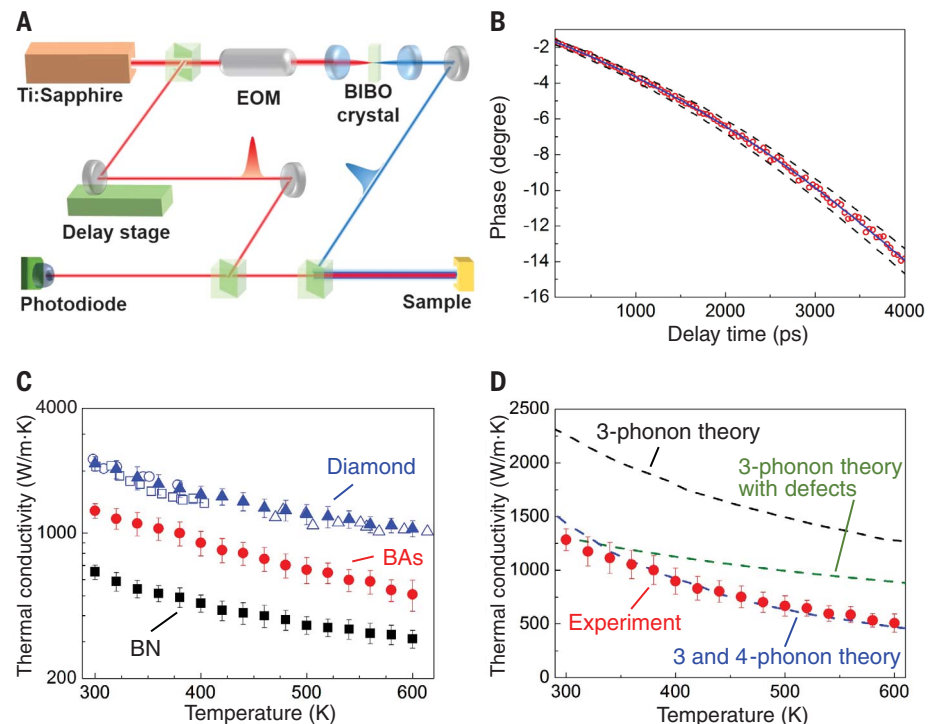 A
Ti:Sapphire
EOM
BIBO
crystal
Delay stage
Photodiode
Sample
B
-2
-4
-6
-8
-10
-12
-14
-16
Phase (degree)
1000
2000
3000
4000
Delay time (ps)
C
4000
1000
200
Thermal conductivity (W/m·K)
Diamond
BAs
BN
300
400
500
600
Temperature (K)
D
2500
2000
1500
1000
500
0
Thermal conductivity (W/m·K)
3-phonon theory
3-phonon theory
with defects
Experiment
3 and 4-phonon theory
300
400
500
600
Temperature (K)